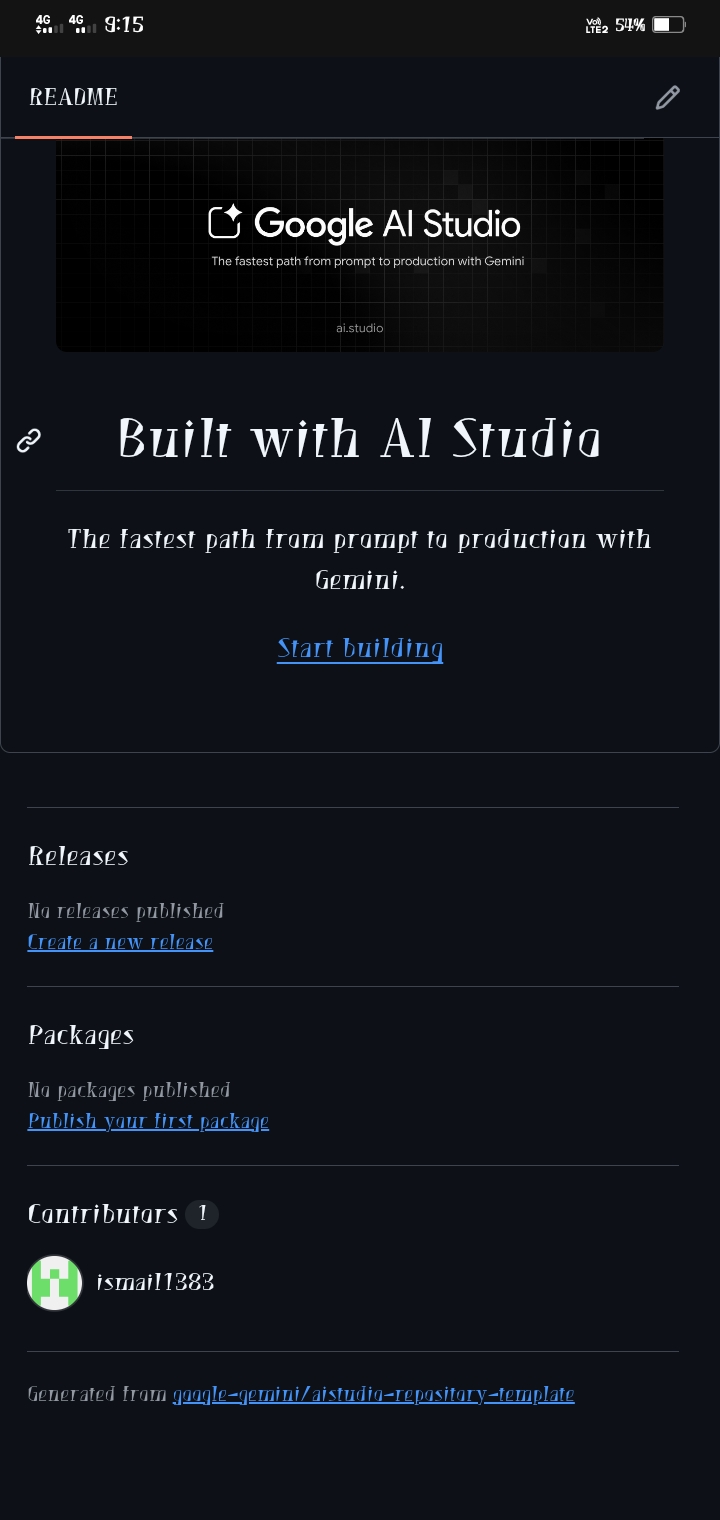 4G 4G 9:15 Vo) LTE2 54%
README
Google AI Studio
The fastest path from prompt to production with Gemini
ai.studio
Built with AI Studio
The fastest path from prompt to production with
Gemini.
Start building
Releases
No releases published
Create a new release
Packages
No packages published
Publish your first package
Contributors 1
ismail1383
Generated from google-gemini/aistudio-repository-template